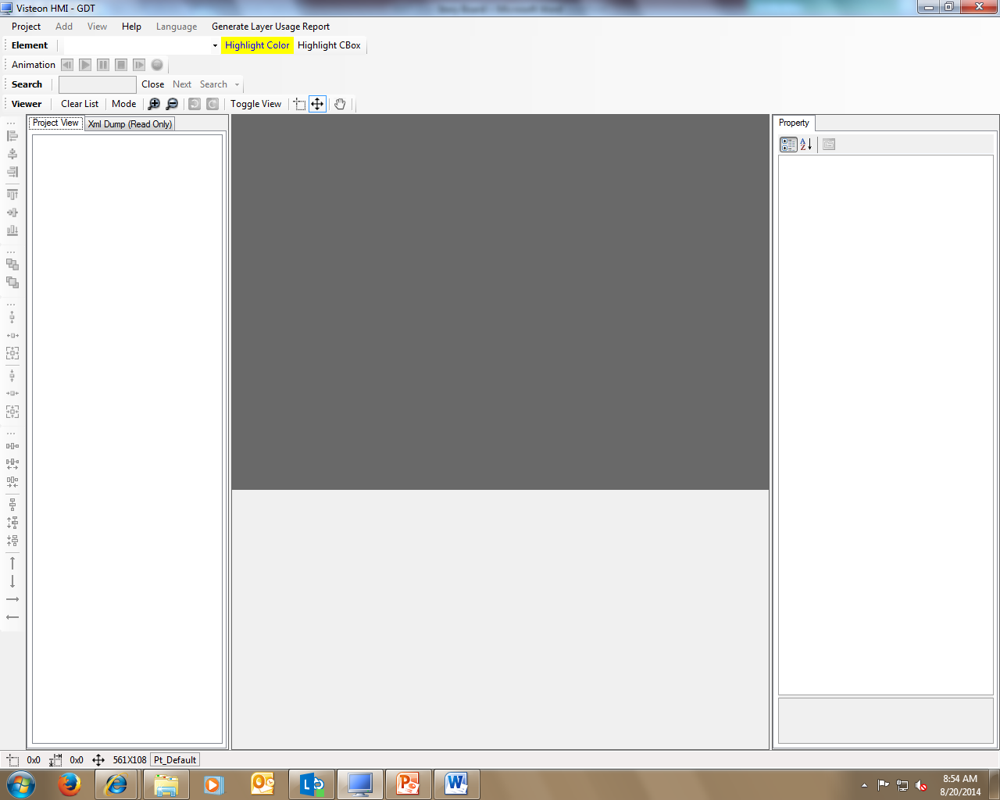 Visteon HMI - GDT
Project Add View Help Language Generate Layer Usage Report
Element Highlight Color Highlight CBox
Animation
Search Close Next Search
Viewer Clear List Mode Toggle View
Project View Xml Dump (Read Only)
Property
0x0 0x0 561X108 Pt_Default
8:54 AM
8/20/2014